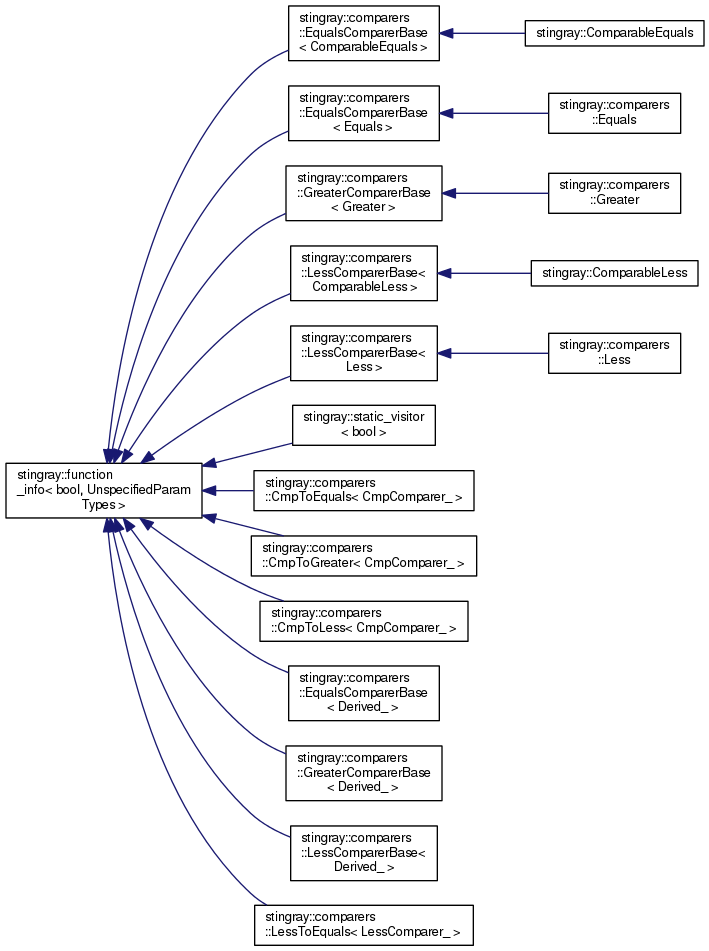 stingray::comparers
::EqualsComparerBase
< ComparableEquals >
stingray::ComparableEquals
stingray::comparers
::EqualsComparerBase
< Equals >
stingray::comparers
::Equals
stingray::comparers
::GreaterComparerBase
< Greater >
stingray::comparers
::Greater
stingray::comparers
::LessComparerBase<
ComparableLess >
stingray::ComparableLess
stingray::comparers
::LessComparerBase<
Less >
stingray::comparers
::Less
stingray::static_visitor
< bool >
stingray::function
_info< bool, UnspecifiedParam
Types >
stingray::comparers
::CmpToEquals< CmpComparer_ >
stingray::comparers
::CmpToGreater< CmpComparer_ >
stingray::comparers
::CmpToLess< CmpComparer_ >
stingray::comparers
::EqualsComparerBase
< Derived_ >
stingray::comparers
::GreaterComparerBase
< Derived_ >
stingray::comparers
::LessComparerBase<
Derived_ >
stingray::comparers
::LessToEquals< LessComparer_ >